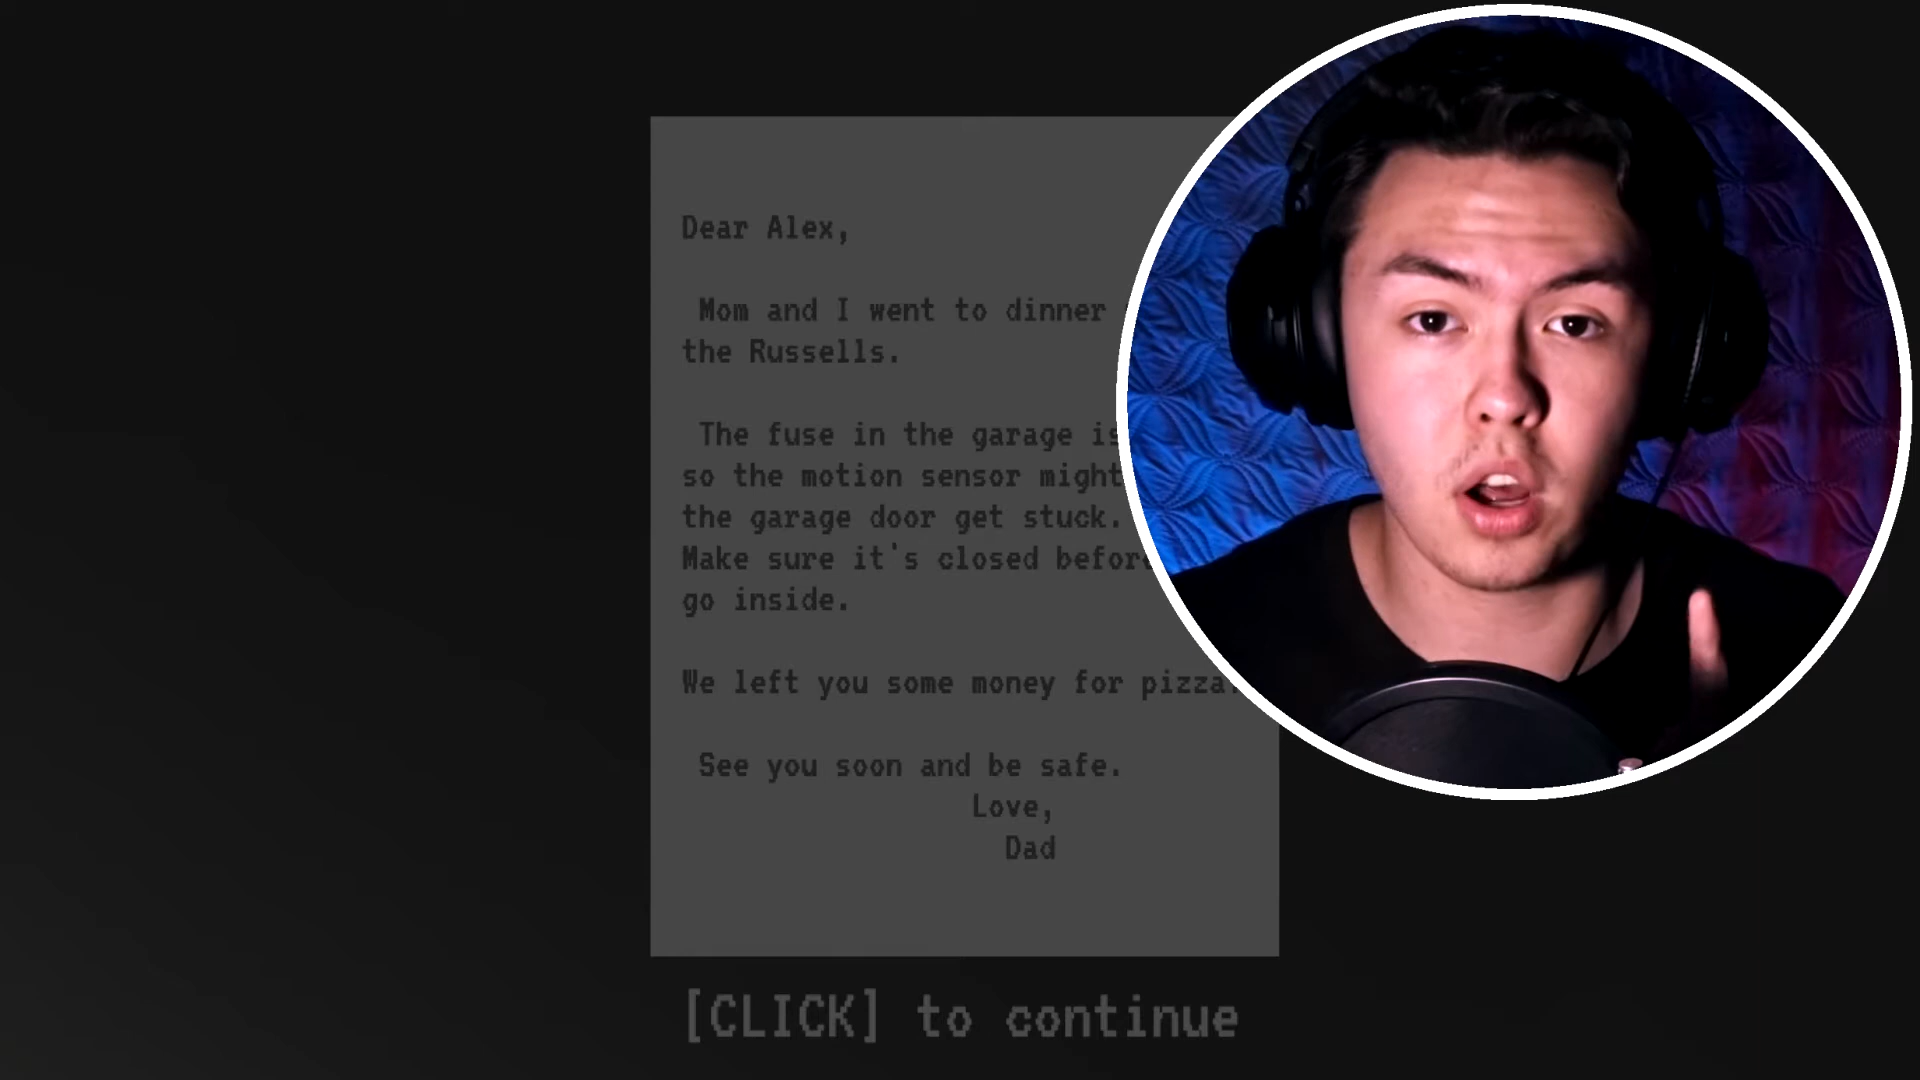 Dear Alex,
Mom and I went to dinner
the Russells.
The fuse in the garage is
so the motion sensor might
the garage door get stuck.
Make sure it's closed before
go inside.
We left you some money for pizza.
See you soon and be safe.
Love,
Dad
[CLICK] to continue